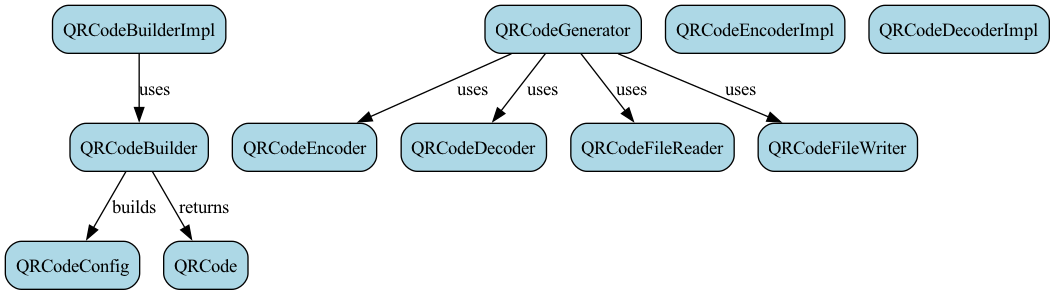 QRCodeBuilderImpl
QRCodeGenerator
QRCodeEncoderImpl
QRCodeDecoderImpl
uses
uses
uses
uses
uses
QRCodeBuilder
QRCodeEncoder
QRCodeDecoder
QRCodeFileReader
QRCodeFileWriter
builds
returns
QRCodeConfig
QRCode